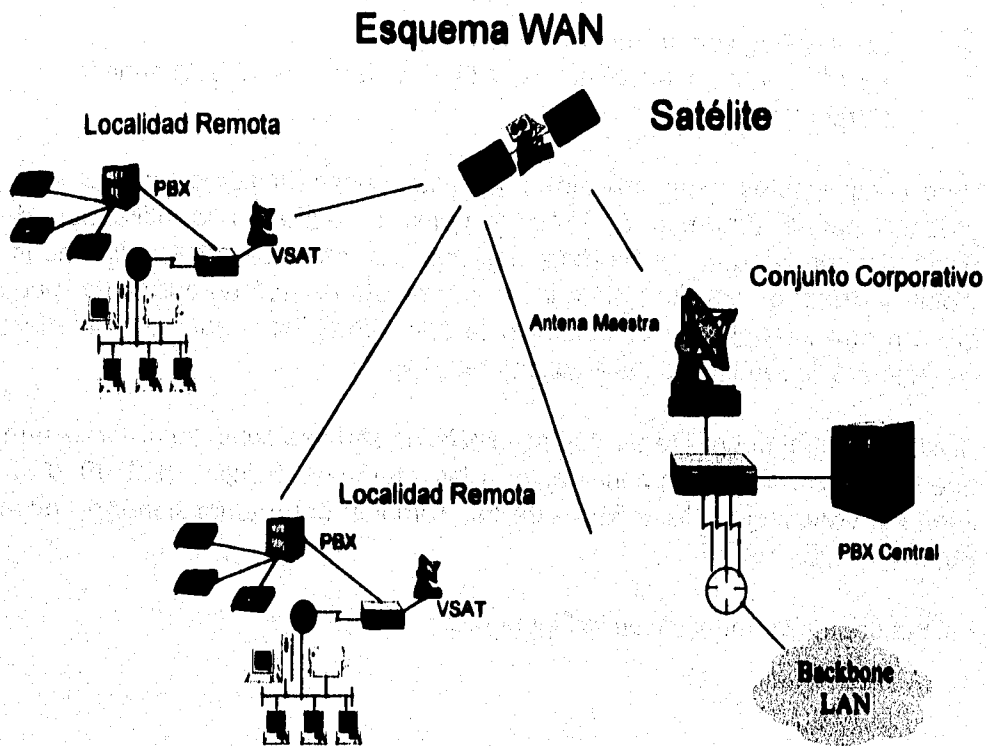 Esquema WAN
Satélite
Localidad Remota
PBX
VSAT
Conjunto Corporativo
Antena Maestra
Localidad Remota
PBX
VSAT
PBX Central
Backbone
LAN